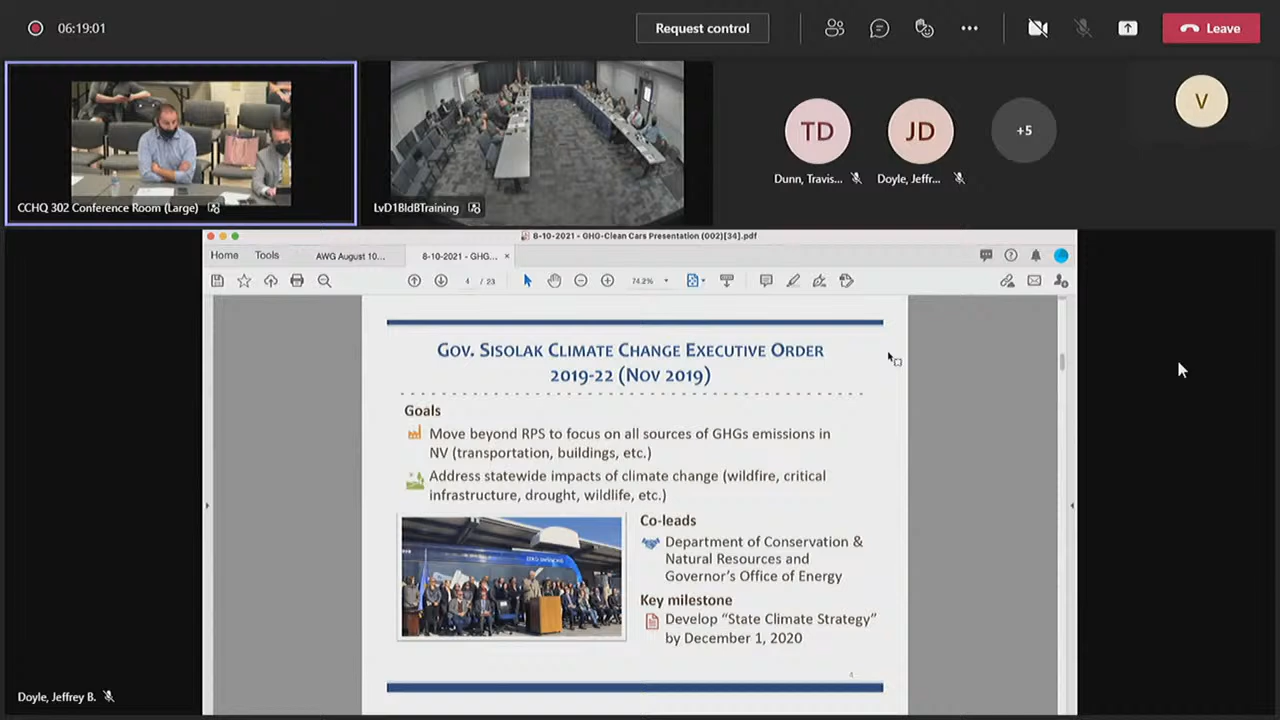 06:19:01
Request control
Leave
CCHQ 302 Conference Room (Large)
LvD1BldBTraining
TD
JD
+5
V
Dunn, Travis...
Doyle, Jeffr...
8-10-2021 - GHG-Clean Cars Presentation (002)[34].pdf
Home
Tools
AWG August 10...
8-10-2021 - GHG...
4 / 23
74.2%
Gov. Sisolak Climate Change Executive Order
2019-22 (Nov 2019)
Goals
Move beyond RPS to focus on all sources of GHGs emissions in
NV (transportation, buildings, etc.)
Address statewide impacts of climate change (wildfire, critical
infrastructure, drought, wildlife, etc.)
Co-leads
Department of Conservation &
Natural Resources and
Governor's Office of Energy
Key milestone
Develop "State Climate Strategy"
by December 1, 2020
4
Doyle, Jeffrey B.